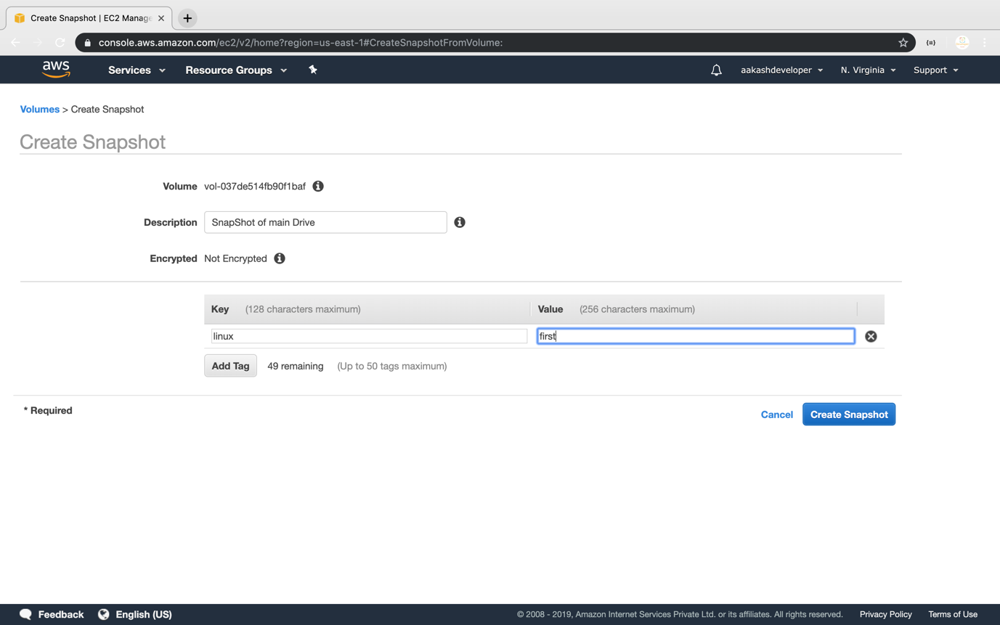 Create Snapshot | EC2 Manage
console.aws.amazon.com/ec2/v2/home?region=us-east-1#CreateSnapshotFromVolume:
aws Services Resource Groups aakashdeveloper N. Virginia Support
Volumes > Create Snapshot
Create Snapshot
Volume vol-037de514fb90f1baf
Description SnapShot of main Drive
Encrypted Not Encrypted
Key (128 characters maximum) Value (256 characters maximum)
linux first
Add Tag 49 remaining (Up to 50 tags maximum)
* Required
Cancel Create Snapshot
Feedback English (US) © 2008 - 2019, Amazon Internet Services Private Ltd. or its affiliates. All rights reserved. Privacy Policy Terms of Use